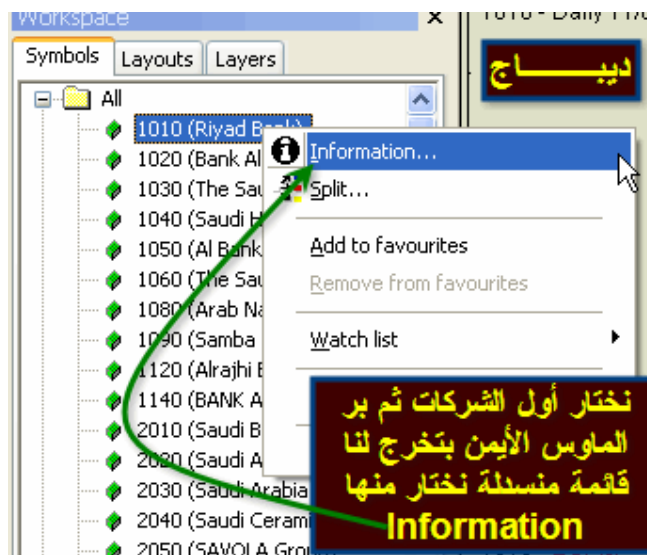 Workspace
x
1010 - Daily
Symbols
Layouts
Layers
ديبـــــاج
All
1010 (Riyad Bank)
1020 (Bank Al
1030 (The Sau
1040 (Saudi H
1050 (Al Bank
1060 (The Sau
1080 (Arab Na
1090 (Samba
1120 (Alrajhi B
1140 (BANK A
2010 (Saudi B
2020 (Saudi A
2030 (Saudi Arabia
2040 (Saudi Cerami
2050 (SAVOLA Group
Information...
Split...
Add to favourites
Remove from favourites
Watch list
نختار أول الشركات ثم بر
الماوس الأيمن بتخرج لنا
قائمة منسدلة نختار منها
Information